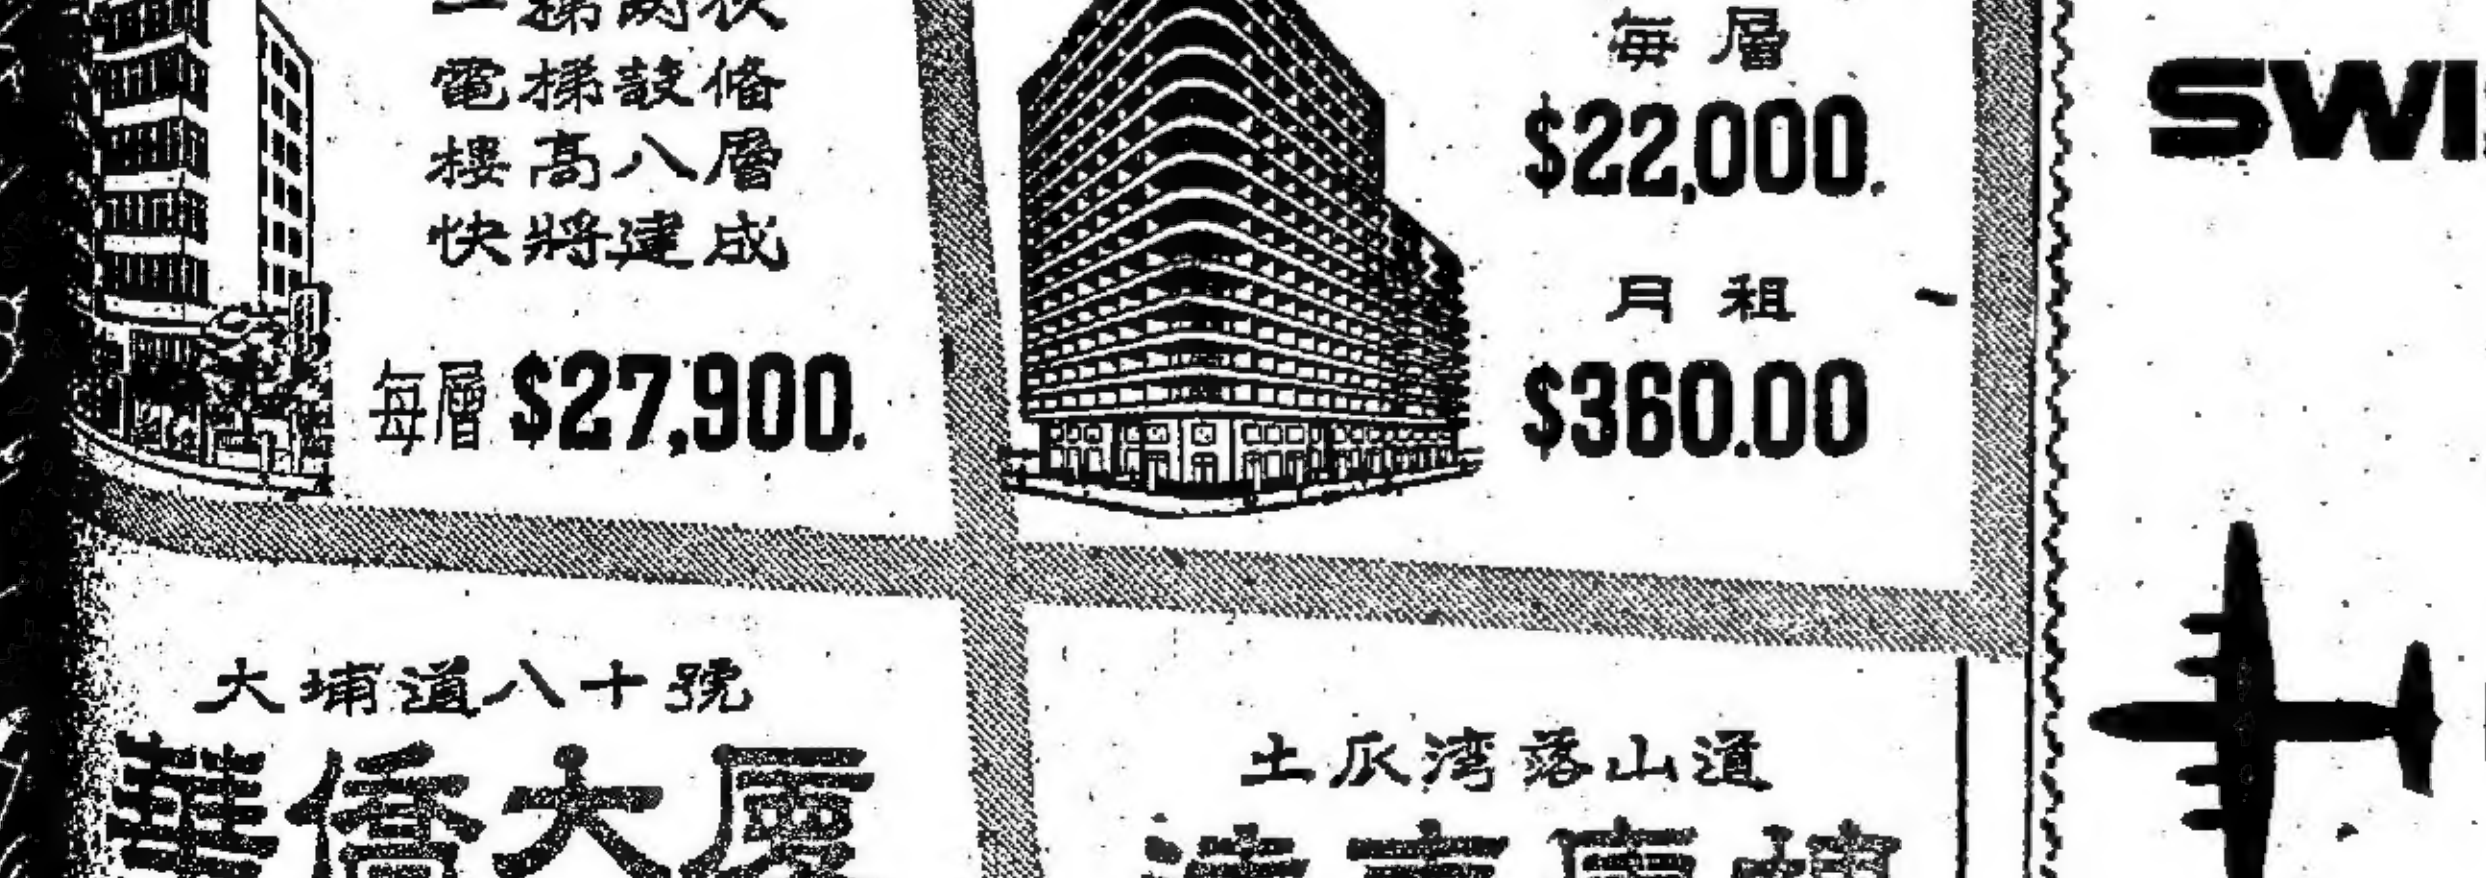 電梯設備
樓高八層
快將建成
每層 $27,900.
每層
$22,000.
月租
$360.00
大埔道八十號
華僑大厦
土瓜湾落山道
SWI